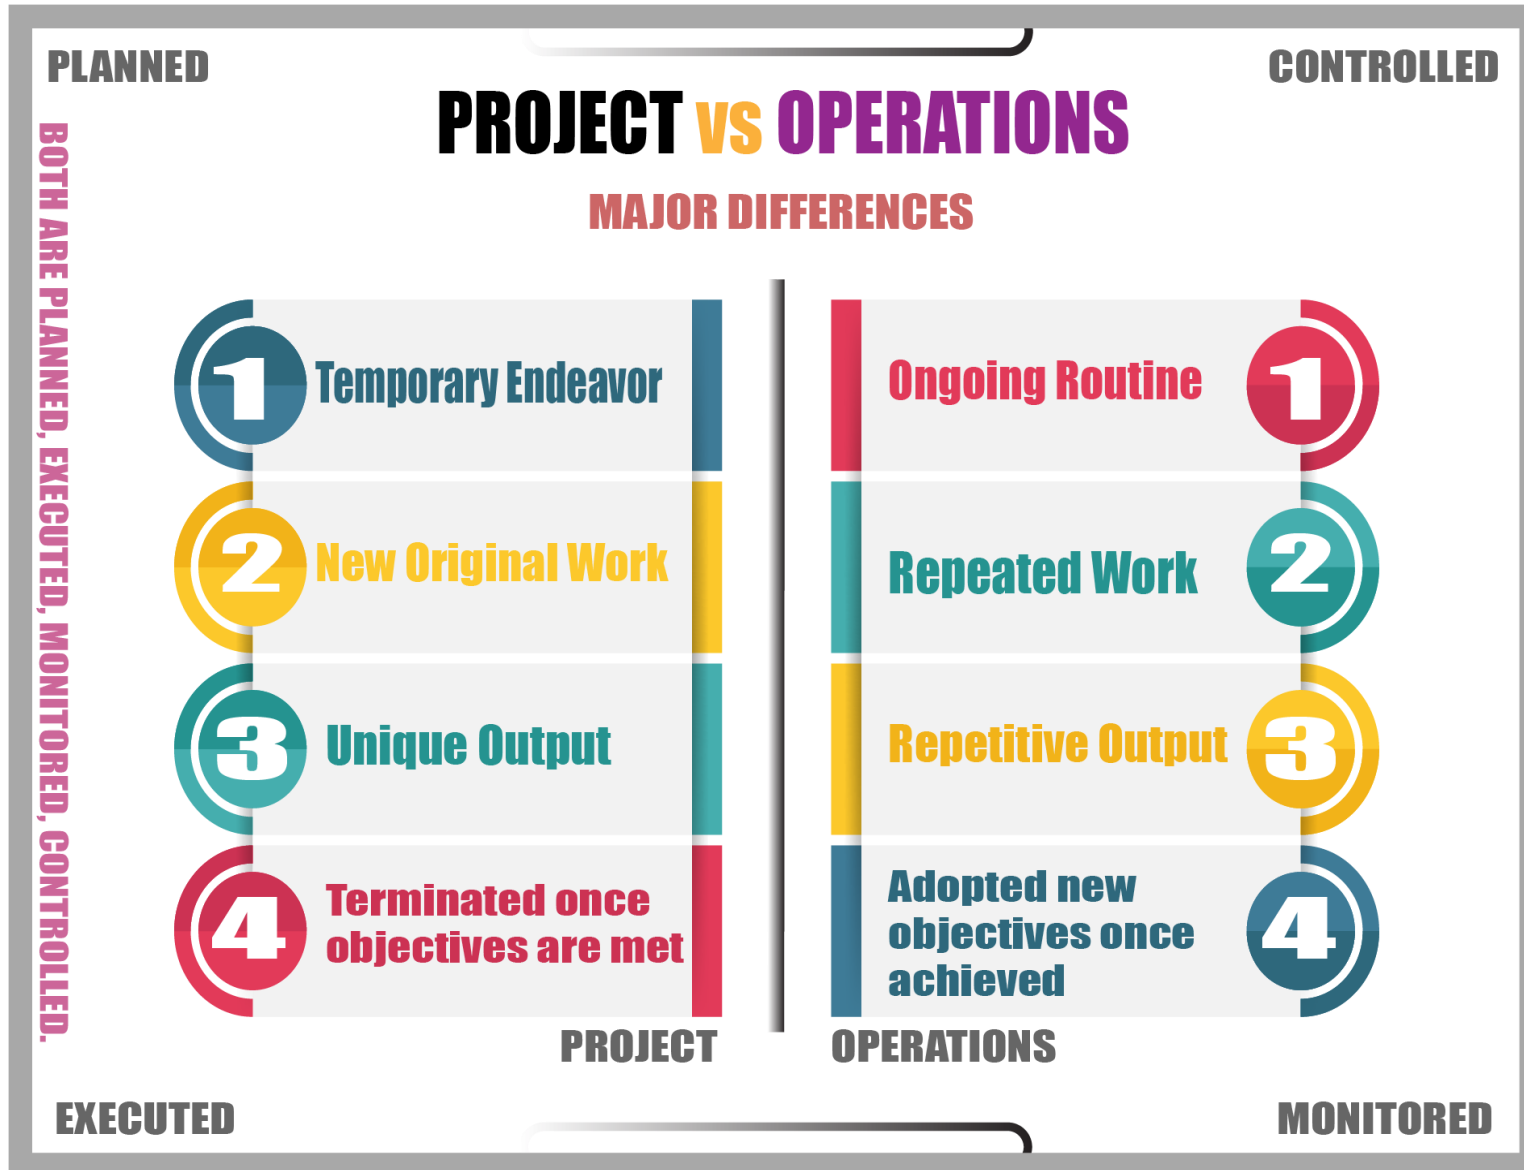 PLANNED
CONTROLLED
PROJECT vs OPERATIONS
MAJOR DIFFERENCES
BOTH ARE PLANNED, EXECUTED, MONITORED, CONTROLLED.
1 Temporary Endeavor
2 New Original Work
3 Unique Output
4 Terminated once
objectives are met
PROJECT
Ongoing Routine 1
Repeated Work 2
Repetitive Output 3
Adopted new
objectives once
achieved
4
OPERATIONS
EXECUTED
MONITORED